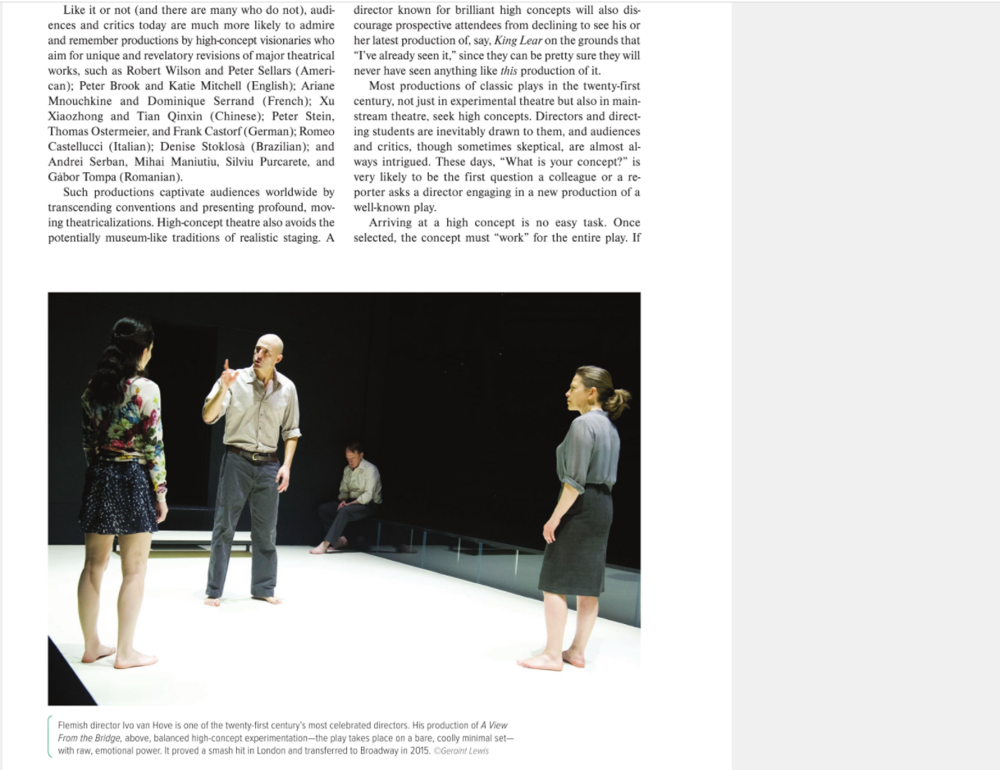 Like it or not (and there are many who do not), audi-
ences and critics today are much more likely to admire
and remember productions by high-concept visionaries who
aim for unique and revelatory revisions of major theatrical
works, such as Robert Wilson and Peter Sellars (Ameri-
can); Peter Brook and Katie Mitchell (English); Ariane
Mnouchkine and Dominique Serrand (French); Xu
Xiaozhong and Tian Qinxin (Chinese); Peter Stein,
Thomas Ostermeier, and Frank Castorf (German); Romeo
Castellucci (Italian); Denise Stoklosà (Brazilian); and
Andrei Serban, Mihai Maniutiu, Silviu Purcarete, and
Gábor Tompa (Romanian).
Such productions captivate audiences worldwide by
transcending conventions and presenting profound, mov-
ing theatricalizations. High-concept theatre also avoids the
potentially museum-like traditions of realistic staging. A
director known for brilliant high concepts will also dis-
courage prospective attendees from declining to see his or
her latest production of, say, King Lear on the grounds that
“I’ve already seen it,” since they can be pretty sure they will
never have seen anything like this production of it.
Most productions of classic plays in the twenty-first
century, not just in experimental theatre but also in main-
stream theatre, seek high concepts. Directors and direct-
ing students are inevitably drawn to them, and audiences
and critics, though sometimes skeptical, are almost al-
ways intrigued. These days, “What is your concept?” is
very likely to be the first question a colleague or a re-
porter asks a director engaging in a new production of a
well-known play.
Arriving at a high concept is no easy task. Once
selected, the concept must “work” for the entire play. If
Flemish director Ivo van Hove is one of the twenty-first century’s most celebrated directors. His production of A View
From the Bridge, above, balanced high-concept experimentation—the play takes place on a bare, coolly minimal set—
with raw, emotional power. It proved a smash hit in London and transferred to Broadway in 2015. ©Geraint Lewis